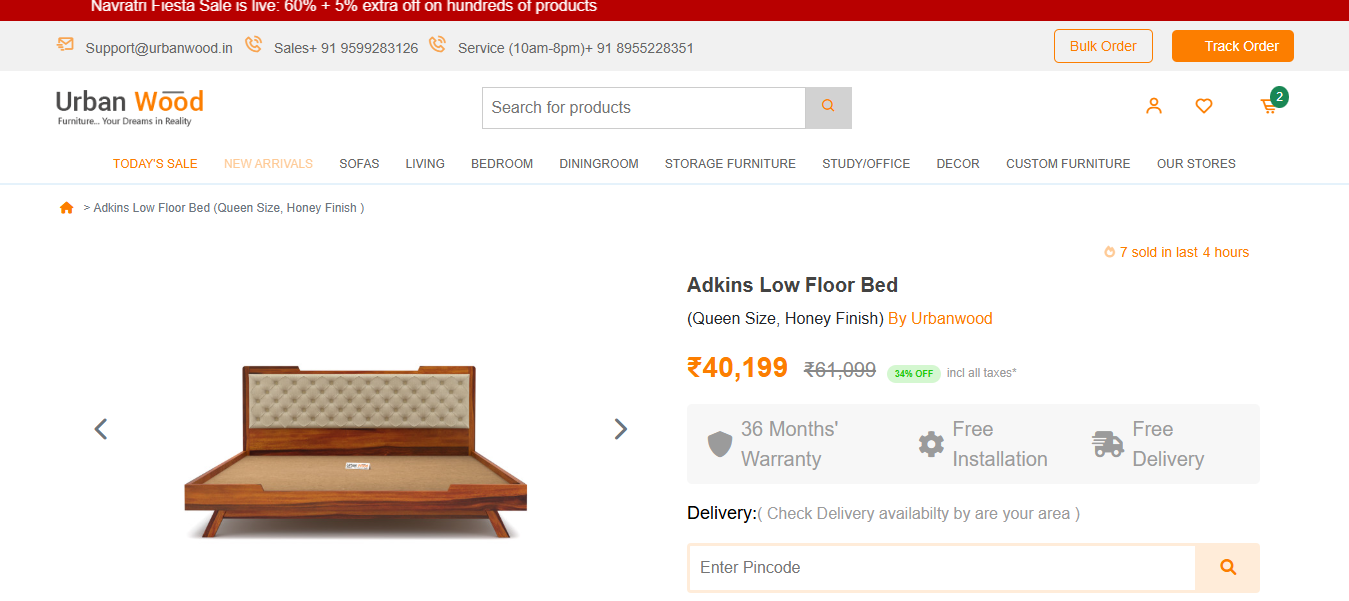 Navratri Fiesta Sale is live: 60% + 5% extra off on hundreds of products
Support@urbanwood.in Sales+ 91 9599283126 Service (10am-8pm)+ 91 8955228351 Bulk Order Track Order
Urban Wood
Furniture... Your Dreams in Reality
Search for products
2
TODAY'S SALE NEW ARRIVALS SOFAS LIVING BEDROOM DININGROOM STORAGE FURNITURE STUDY/OFFICE DECOR CUSTOM FURNITURE OUR STORES
> Adkins Low Floor Bed (Queen Size, Honey Finish )
7 sold in last 4 hours
Adkins Low Floor Bed
(Queen Size, Honey Finish) By Urbanwood
₹40,199 ₹61,099 34% OFF incl all taxes*
36 Months'
Warranty
Free
Installation
Free
Delivery
Delivery:( Check Delivery availabilty by are your area )
Enter Pincode